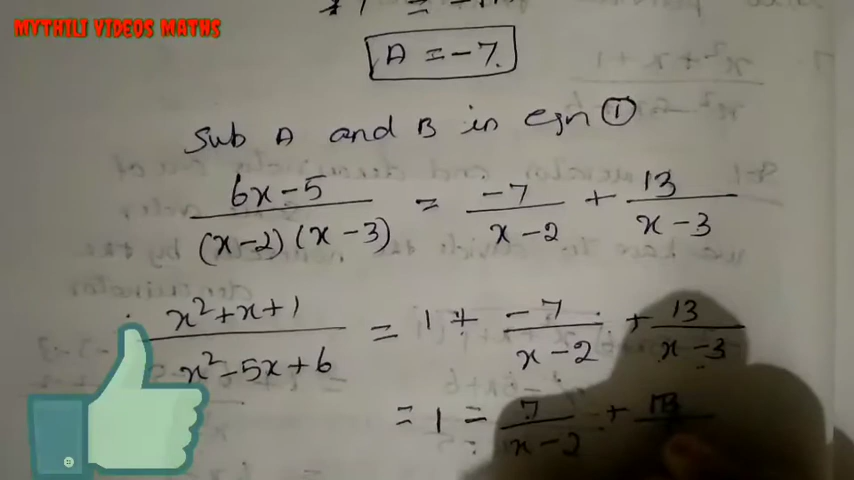 MYTHILI VIDEOS MATHS
A = -7.
Sub A and B in eqn ①
6x-5 / (x-2)(x-3) = -7 / x-2 + 13 / x-3
x²+x+1 / x²-5x+6 = 1 + -7 / x-2 + 13 / x-3
= 1 - 7 / x-2 + 13